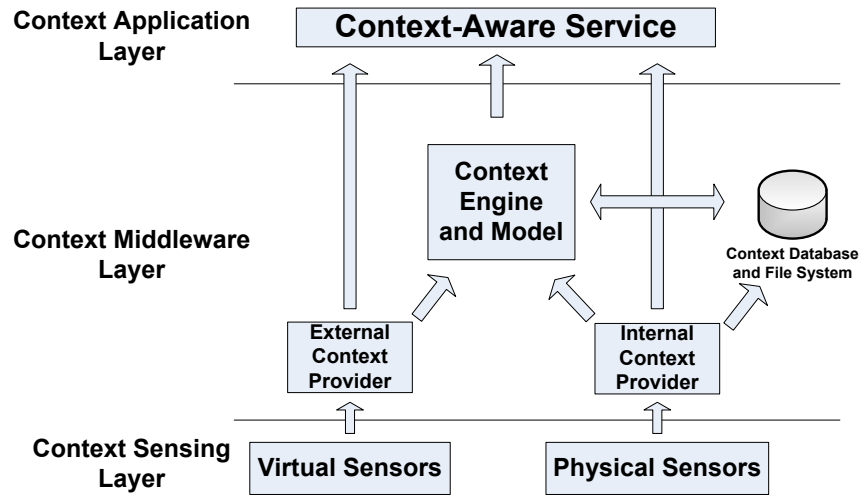 Context Application
Layer
Context-Aware Service
Context
Engine
and Model
Context Middleware
Layer
Context Database
and File System
External
Context
Provider
Internal
Context
Provider
Context Sensing
Layer
Virtual Sensors
Physical Sensors